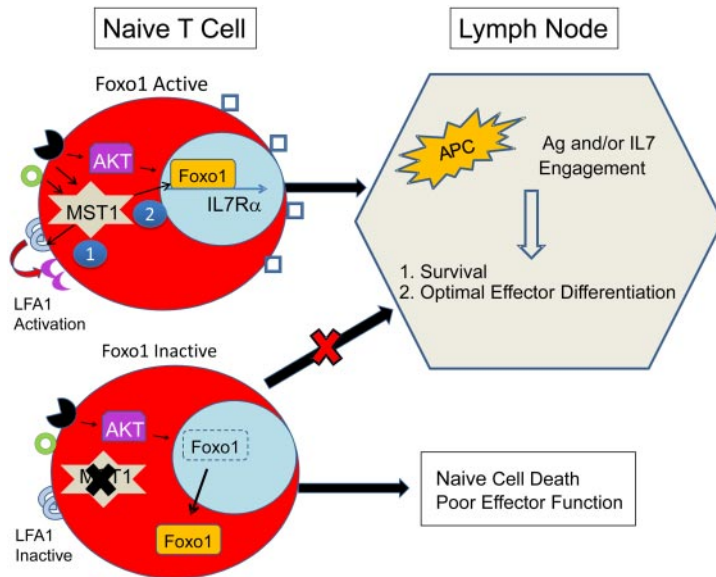 Naive T Cell
Lymph Node
Foxo1 Active
AKT
Foxo1
IL7Rα
MST1
2
1
LFA1
Activation
APC
Ag and/or IL7
Engagement
1. Survival
2. Optimal Effector Differentiation
Foxo1 Inactive
AKT
Foxo1
MST1
Foxo1
LFA1
Inactive
Naive Cell Death
Poor Effector Function